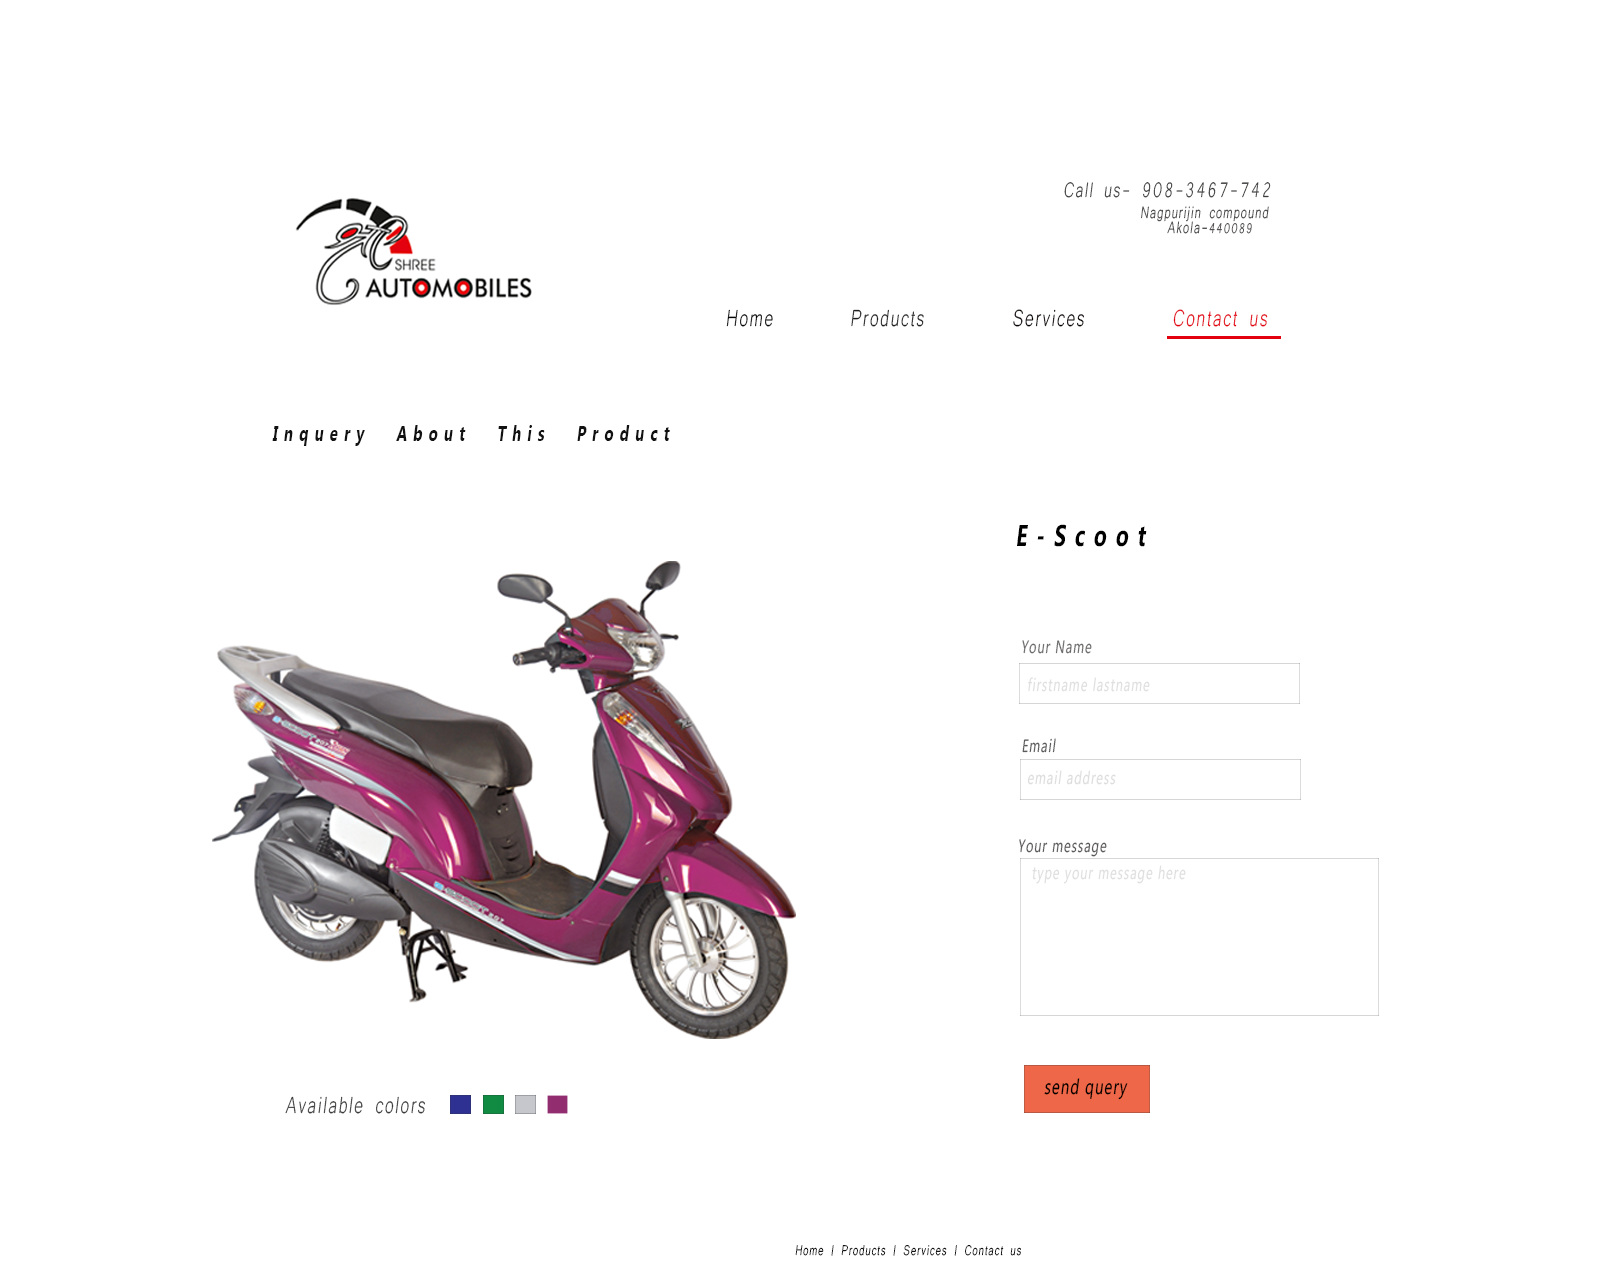 Call us- 908-3467-742
Nagpurijin compound
Akola-440089
SHREE
AUTOMOBILES
Home Products Services Contact us
Inquery About This Product
E-Scoot
Your Name
firstname lastname
Email
email address
Your message
type your message here
send query
Available colors
Home | Products | Services | Contact us